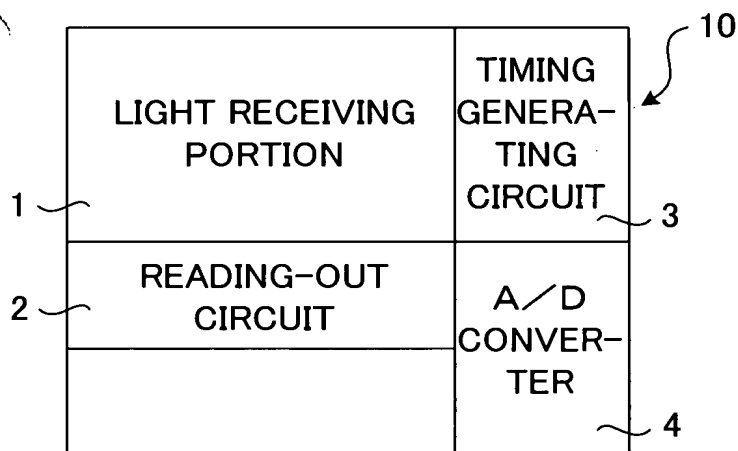 10
LIGHT RECEIVING
PORTION
1
TIMING
GENERA-
TING
CIRCUIT
3
READING-OUT
CIRCUIT
2
A/D
CONVER-
TER
4